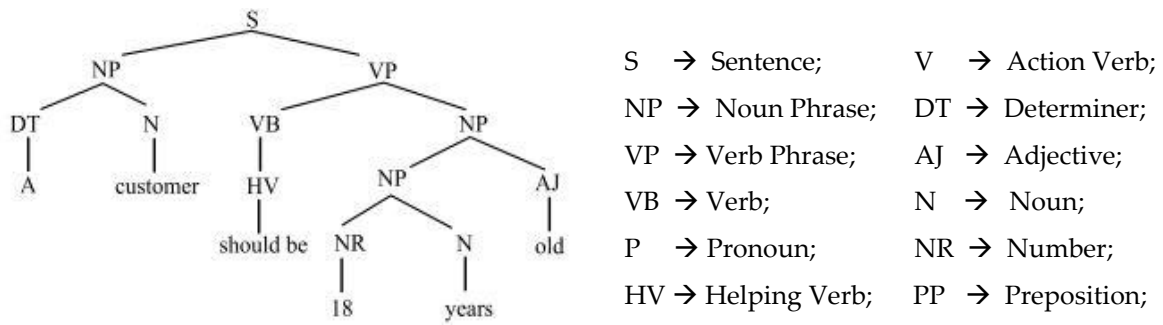 S
NP VP
DT N VB NP
A customer HV NP AJ
should be NR N old
18 years
S → Sentence; V → Action Verb;
NP → Noun Phrase; DT → Determiner;
VP → Verb Phrase; AJ → Adjective;
VB → Verb; N → Noun;
P → Pronoun; NR → Number;
HV → Helping Verb; PP → Preposition;